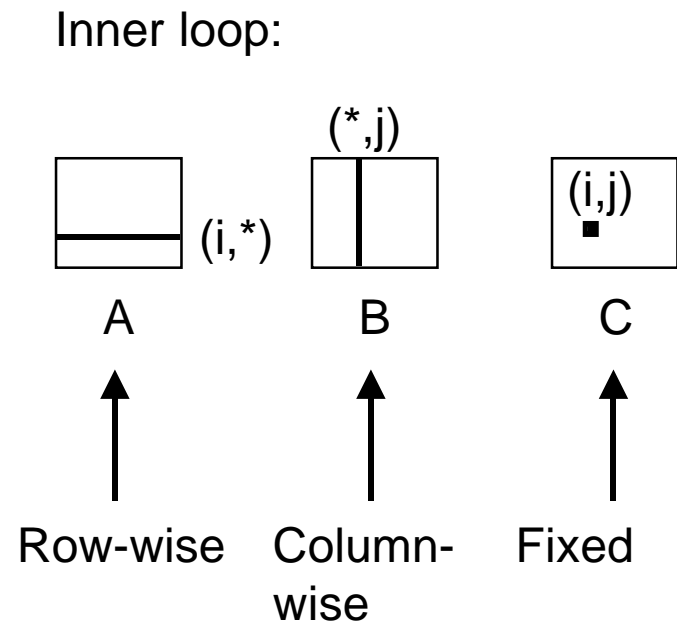 Inner loop:
(*,j)
(i,j)
(i,*)
A B C
Row-wise Column- Fixed
wise